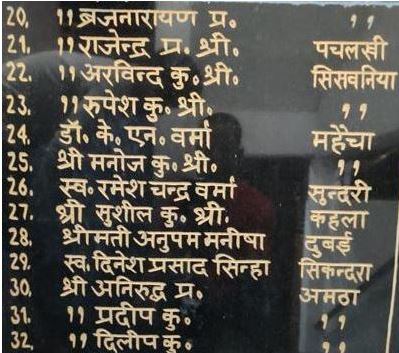 20. " ब्रजनारायण प्र॰ "
21. " राजेन्द्र प्र॰ श्री॰ पचलखी
22. " अरविन्द कु॰ श्री॰ सिसवनिया
23. " रुपेश कु॰ श्री॰ "
24. डॉ॰ के॰ एन॰ वर्मा महैचा
25. श्री मनोज कु॰ श्री॰ "
26. स्व॰ रमेश चन्द्र वर्मा सुन्दरी
27. श्री सुशील कु॰ श्री॰ कहला
28. श्रीमती अनुपम मनीषा दुबई
29. स्व॰ दिनेश प्रसाद सिन्हा सिकन्दरा
30. श्री अनिरुद्ध प्र॰ अमठा
31. " प्रदीप कु॰ "
32. " दिलीप कु॰ "